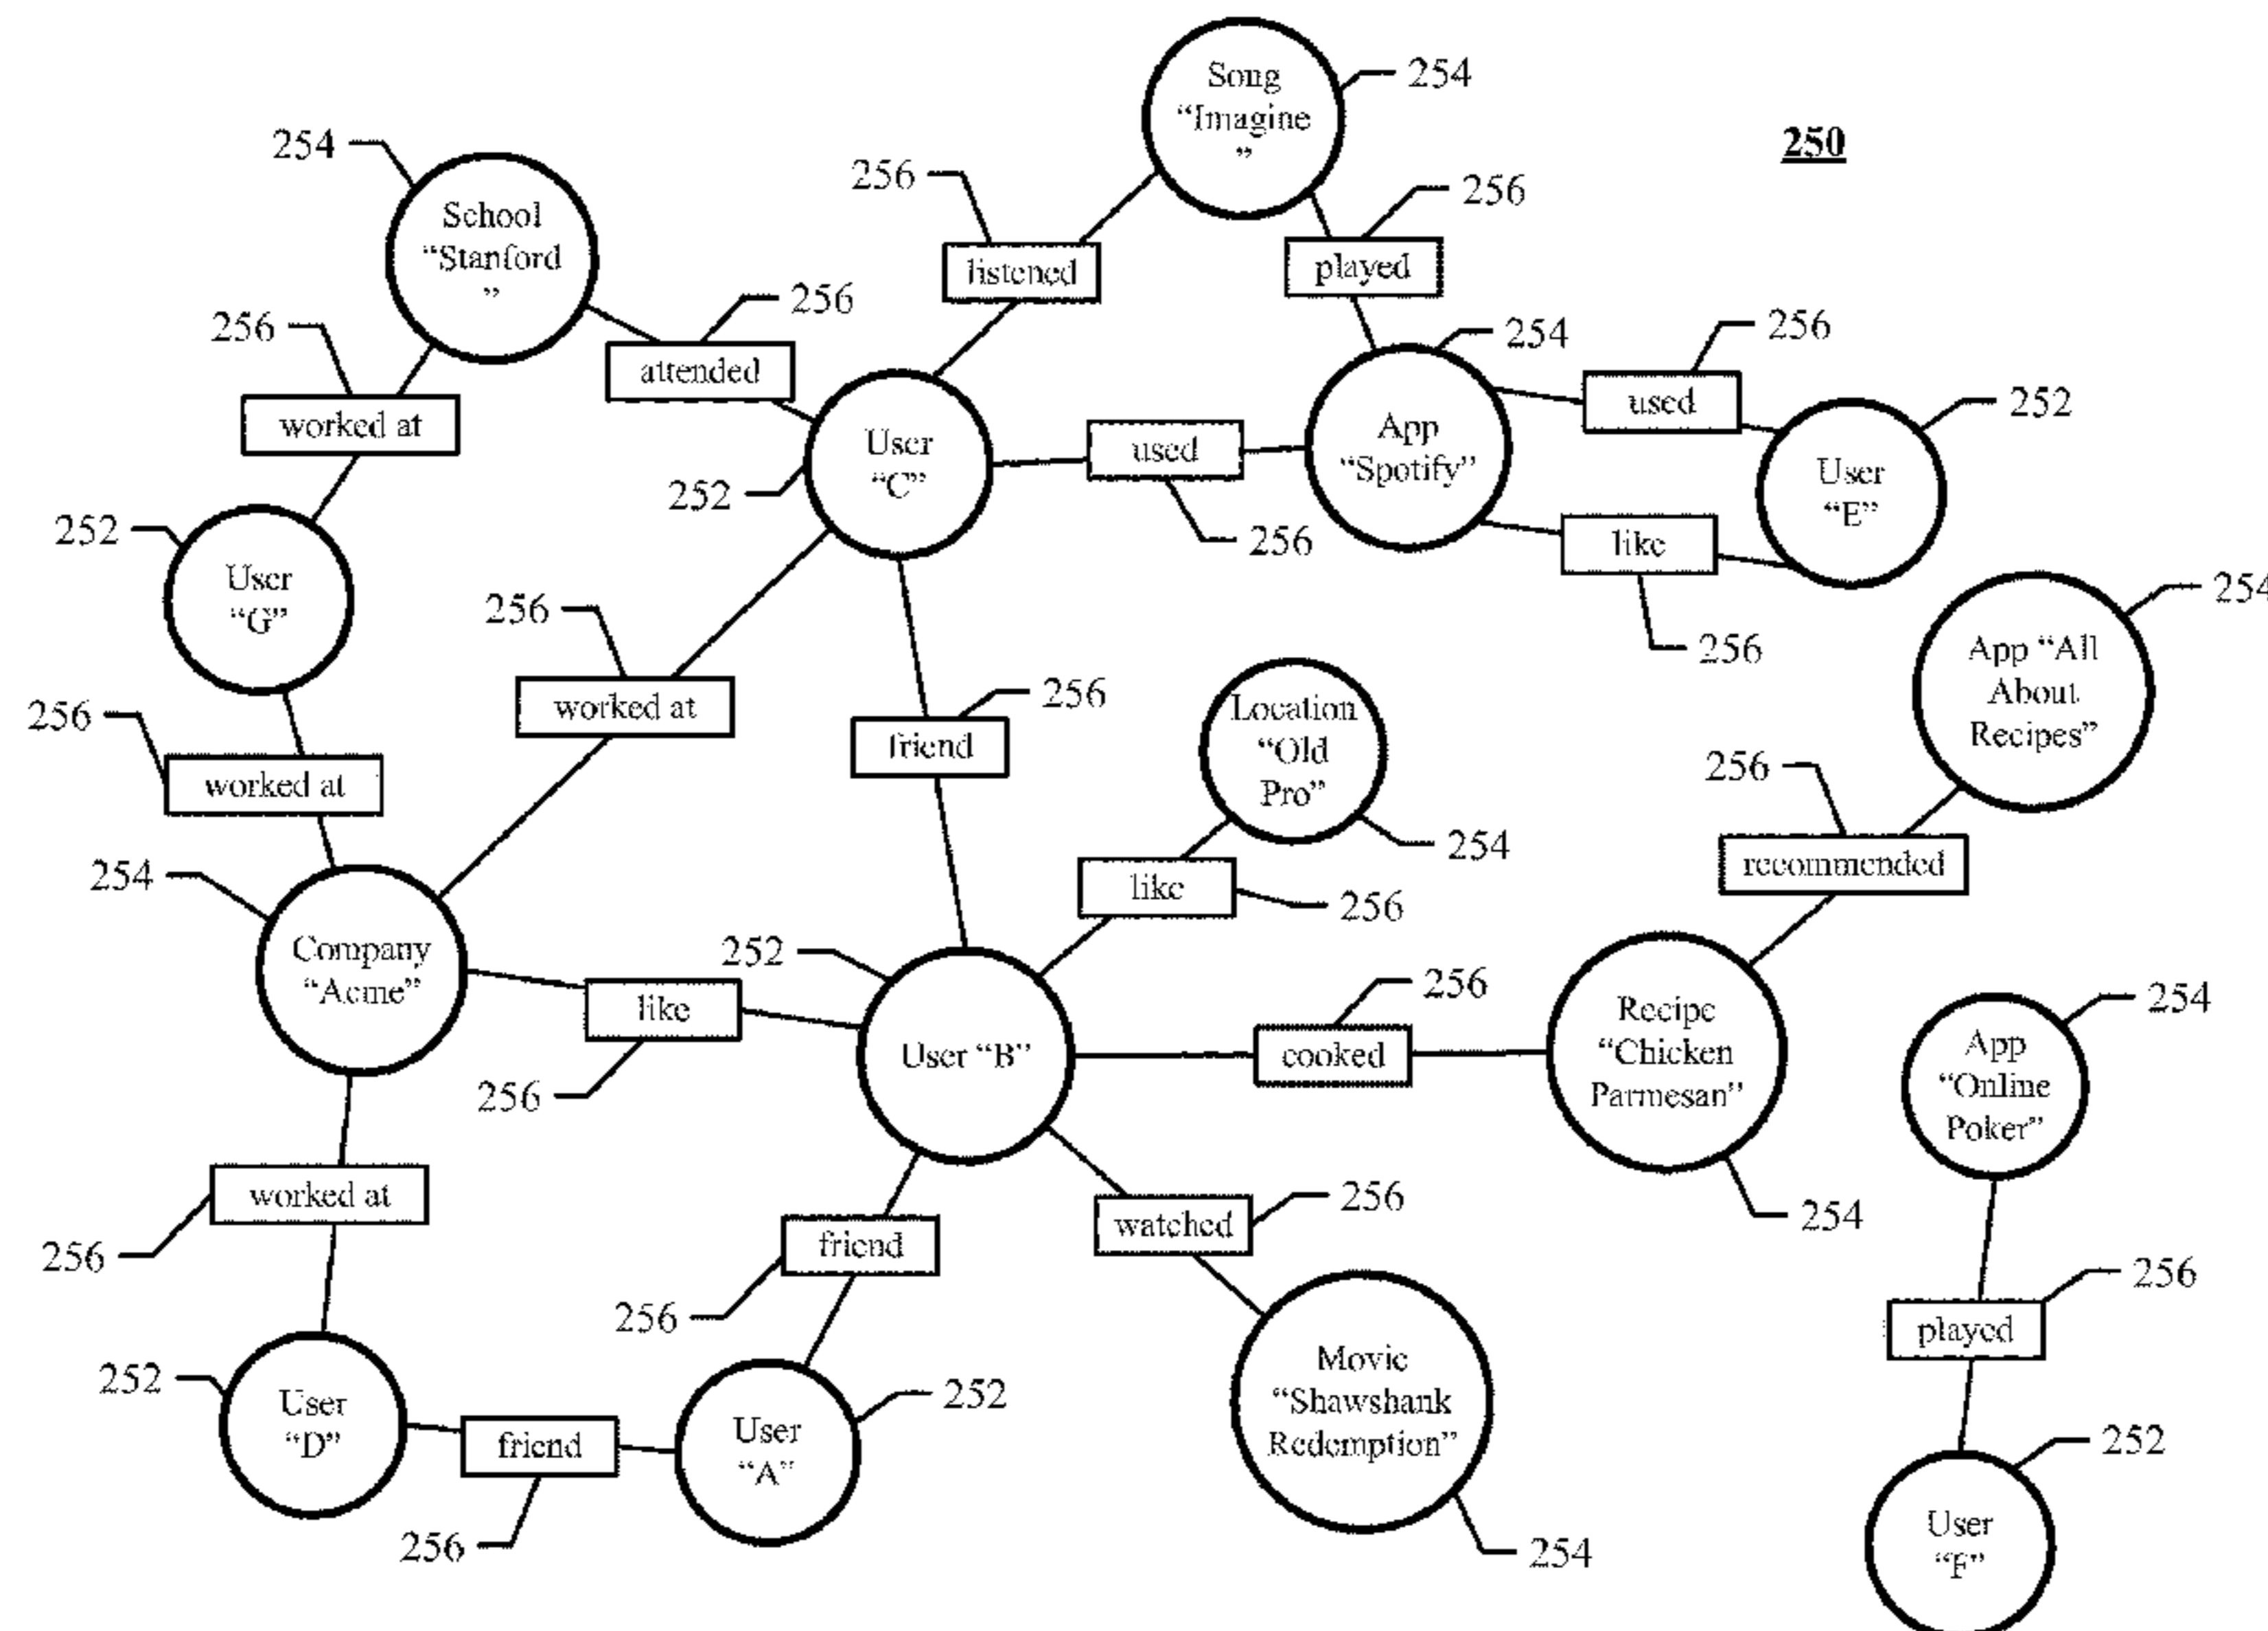 Song
“Imagine
”
254
250
254
School
“Stanford
”
256
listened
256
played
256
worked at
256
attended
254
256
used
252
User
“E”
User
“C”
252
used
256
App
“Spotify”
like
256
252
User
“G”
256
worked at
256
friend
Location
“Old
Pro”
254
254
App “All
About
Recipes”
256
worked at
256
recommended
254
Company
“Acme”
like
256
252
User “B”
like
256
256
cooked
Recipe
“Chicken
Parmesan”
254
254
App
“Online
Poker”
worked at
256
friend
256
watched
256
256
played
252
User
“D”
friend
256
252
User
“A”
Movie
“Shawshank
Redemption”
254
252
User
“F”